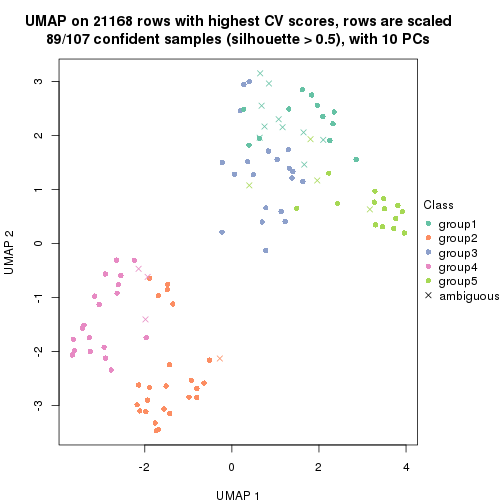 UMAP on 21168 rows with highest CV scores, rows are scaled
89/107 confident samples (silhouette > 0.5), with 10 PCs
3
2
1
0
-1
-2
-3
UMAP 2
-2
0
2
4
UMAP 1
Class
group1
group2
group3
group4
group5
ambiguous